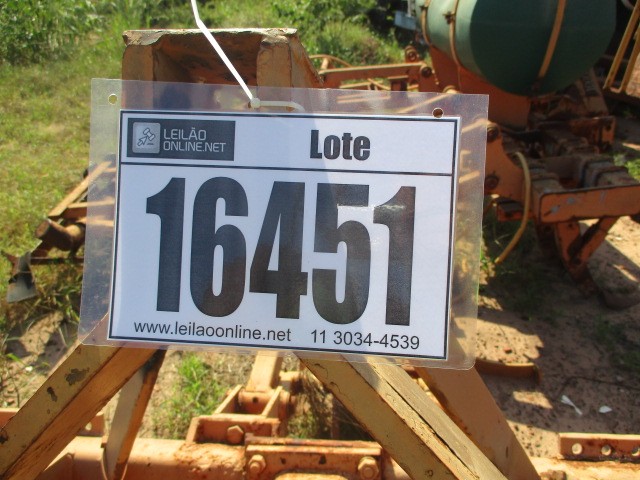 LEILÃO
ONLINE.NET
Lote
16451
www.leilaoonline.net 11 3034-4539